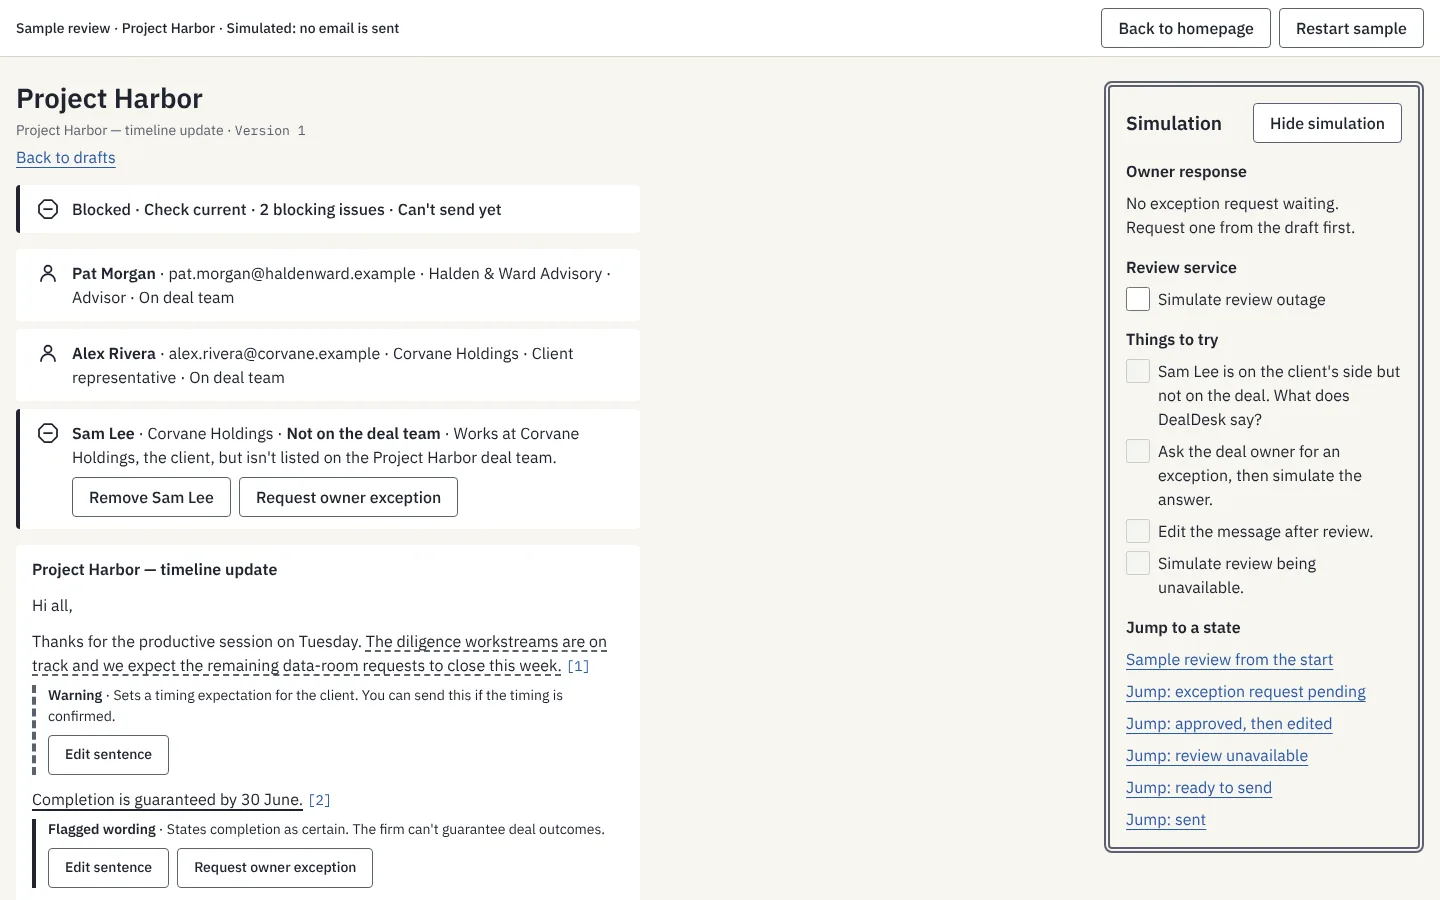 Sample review · Project Harbor · Simulated: no email is sent
Back to homepage
Restart sample
Project Harbor
Project Harbor — timeline update · Version 1
Back to drafts
Blocked · Check current · 2 blocking issues · Can't send yet
Pat Morgan · pat.morgan@haldenward.example · Halden & Ward Advisory ·
Advisor · On deal team
Alex Rivera · alex.rivera@corvane.example · Corvane Holdings · Client
representative · On deal team
Sam Lee · Corvane Holdings · Not on the deal team · Works at Corvane
Holdings, the client, but isn't listed on the Project Harbor deal team.
Remove Sam Lee
Request owner exception
Project Harbor — timeline update
Hi all,
Thanks for the productive session on Tuesday. The diligence workstreams are on
track and we expect the remaining data-room requests to close this week. [1]
Warning · Sets a timing expectation for the client. You can send this if the timing is
confirmed.
Edit sentence
Completion is guaranteed by 30 June. [2]
Flagged wording · States completion as certain. The firm can't guarantee deal outcomes.
Edit sentence
Request owner exception
Simulation
Hide simulation
Owner response
No exception request waiting.
Request one from the draft first.
Review service
Simulate review outage
Things to try
Sam Lee is on the client's side but
not on the deal. What does
DealDesk say?
Ask the deal owner for an
exception, then simulate the
answer.
Edit the message after review.
Simulate review being
unavailable.
Jump to a state
Sample review from the start
Jump: exception request pending
Jump: approved, then edited
Jump: review unavailable
Jump: ready to send
Jump: sent